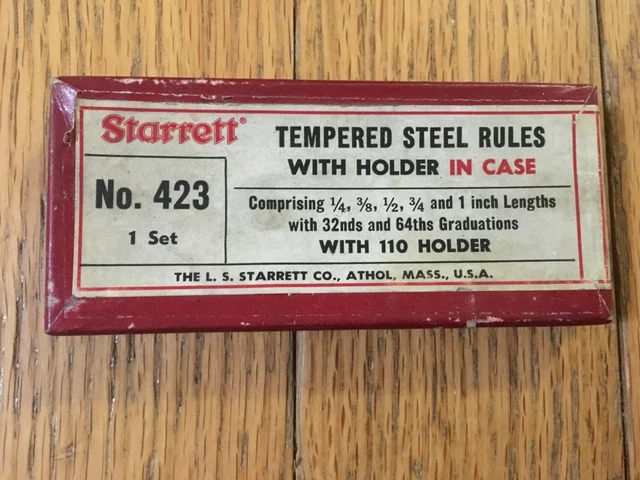 Starrett®
TEMPERED STEEL RULES
WITH HOLDER IN CASE
No. 423
1 Set
Comprising ¼, ⅜, ½, ¾ and 1 inch Lengths
with 32nds and 64ths Graduations
WITH 110 HOLDER
THE L. S. STARRETT CO., ATHOL, MASS., U.S.A.